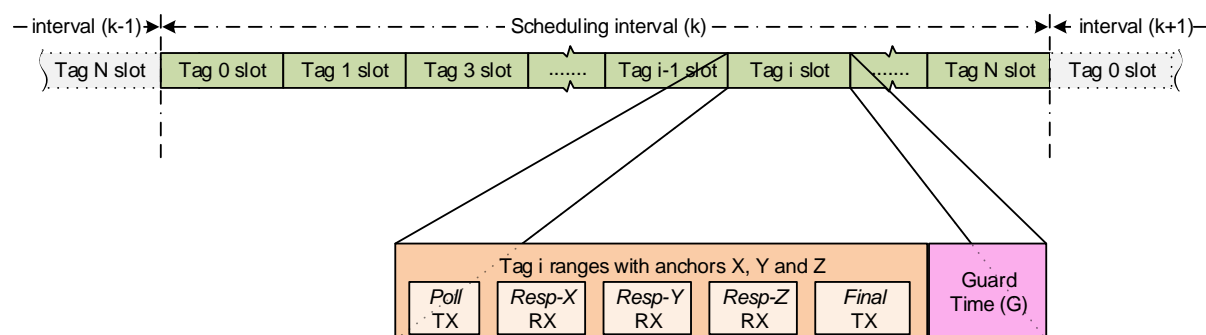 interval (k-1)
Scheduling interval (k)
interval (k+1)
Tag N slot
Tag 0 slot
Tag 1 slot
Tag 3 slot
.......
Tag i-1 slot
Tag i slot
.......
Tag N slot
Tag 0 slot
Tag i ranges with anchors X, Y and Z
Poll
TX
Resp-X
RX
Resp-Y
RX
Resp-Z
RX
Final
TX
Guard
Time (G)